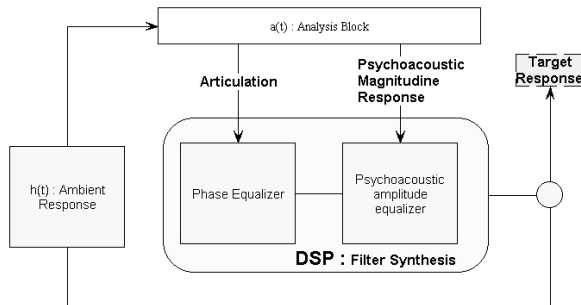 a(t) : Analysis Block
Articulation
Psychoacoustic
Magnitudine
Response
Target
Response
h(t) : Ambient
Response
Phase Equalizer
Psychoacoustic
amplitude
equalizer
DSP : Filter Synthesis